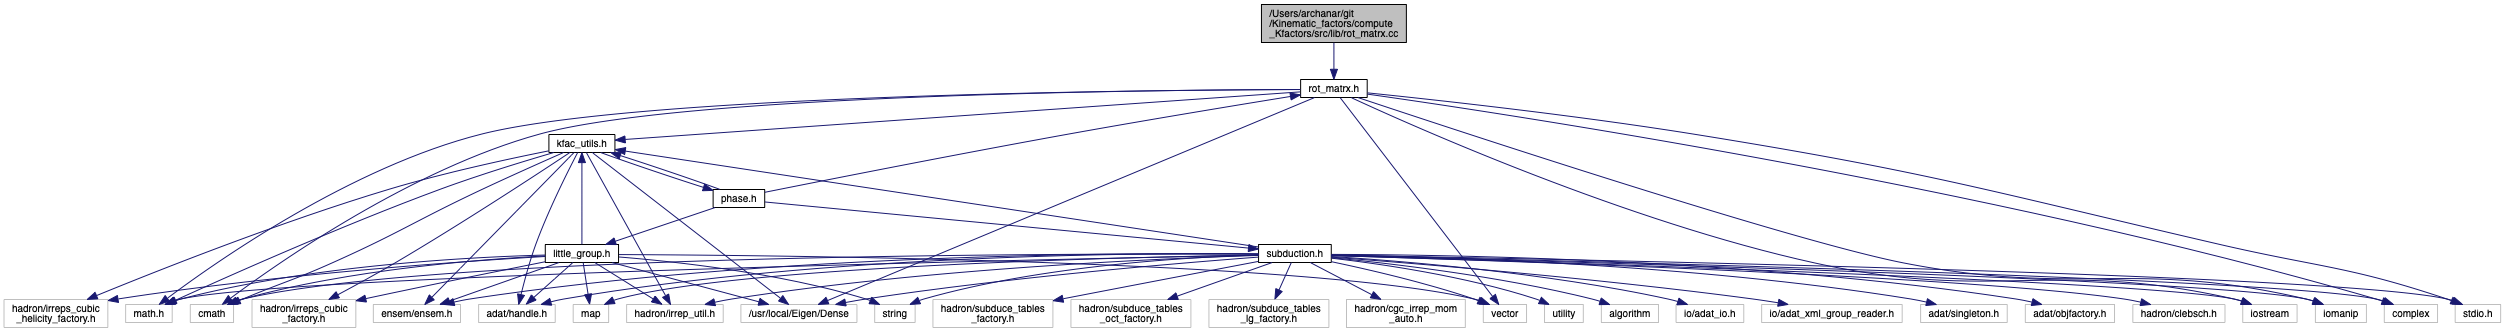 /Users/archanar/git
/Kinematic_factors/compute
_Kfactors/src/lib/rot_matrx.cc
rot_matrx.h
kfac_utils.h
phase.h
little_group.h
subduction.h
hadron/irreps_cubic
_helicity_factory.h
math.h
cmath
hadron/irreps_cubic
_factory.h
ensem/ensem.h
adat/handle.h
map
hadron/irrep_util.h
/usr/local/Eigen/Dense
string
hadron/subduce_tables
_factory.h
hadron/subduce_tables
_oct_factory.h
hadron/subduce_tables
_lg_factory.h
hadron/cgc_irrep_mom
_auto.h
vector
utility
algorithm
io/adat_io.h
io/adat_xml_group_reader.h
adat/singleton.h
adat/objfactory.h
hadron/clebsch.h
iostream
iomanip
complex
stdio.h